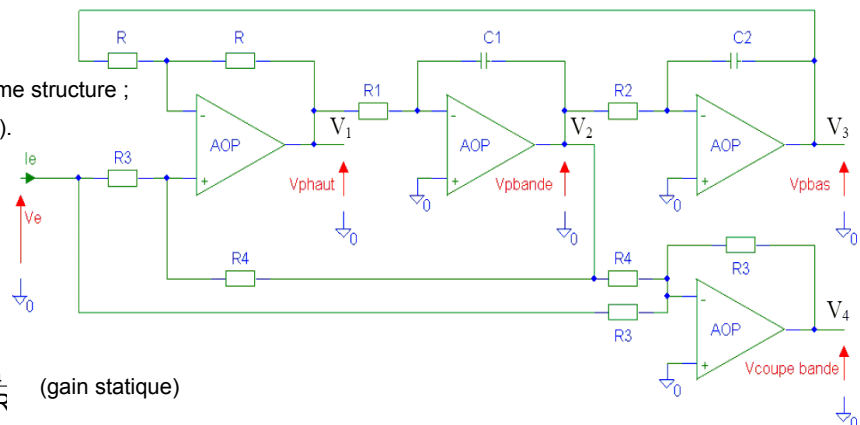 R R C1 C2
me structure ;
R1 R2
).
- - -
AOP V₁ AOP V₂ AOP V₃
Ie R3 + + +
Vphaut Vpbande Vpbas
Ve 0 0
0 0 0
R4 R4 R3
0
-
R3 AOP V₄
+
(gain statique) Vcoupe bande
0
0